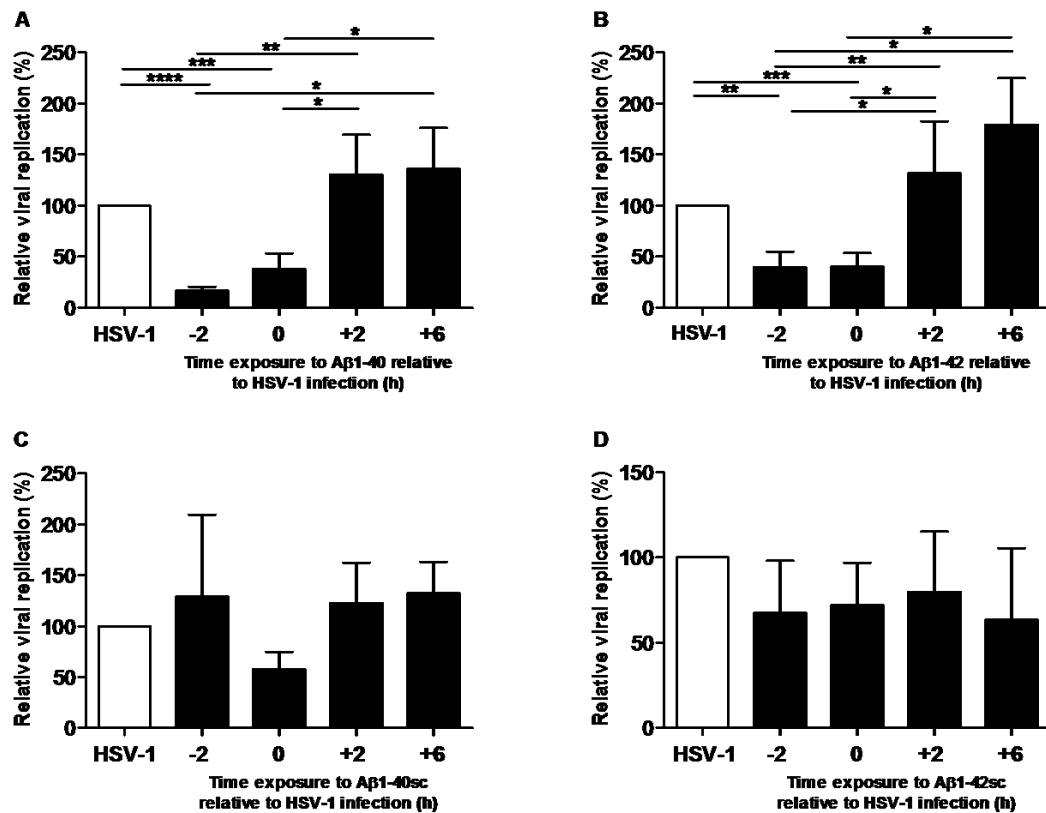 A
Relative viral replication (%)
250
200
150
100
50
0
*
**
***
****
*
*
HSV-1 -2 0 +2 +6
Time exposure to Aβ1-40 relative
to HSV-1 infection (h)
B
Relative viral replication (%)
250
200
150
100
50
0
*
*
**
***
**
*
*
HSV-1 -2 0 +2 +6
Time exposure to Aβ1-42 relative
to HSV-1 infection (h)
C
Relative viral replication (%)
250
200
150
100
50
0
HSV-1 -2 0 +2 +6
Time exposure to Aβ1-40sc
relative to HSV-1 infection (h)
D
Relative viral replication (%)
150
100
50
0
HSV-1 -2 0 +2 +6
Time exposure to Aβ1-42sc
relative to HSV-1 infection (h)